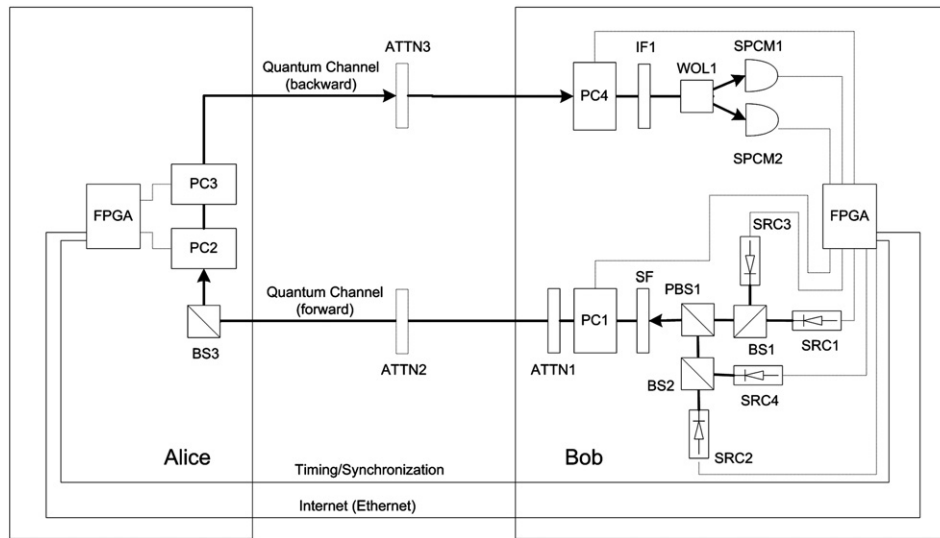 ATTN3
IF1
SPCM1
Quantum Channel
(backward)
WOL1
PC4
SPCM2
PC3
FPGA
FPGA
PC2
SRC3
Quantum Channel
(forward)
SF
PBS1
PC1
BS3
ATTN2
ATTN1
BS1
SRC1
BS2
SRC4
SRC2
Alice
Bob
Timing/Synchronization
Internet (Ethernet)